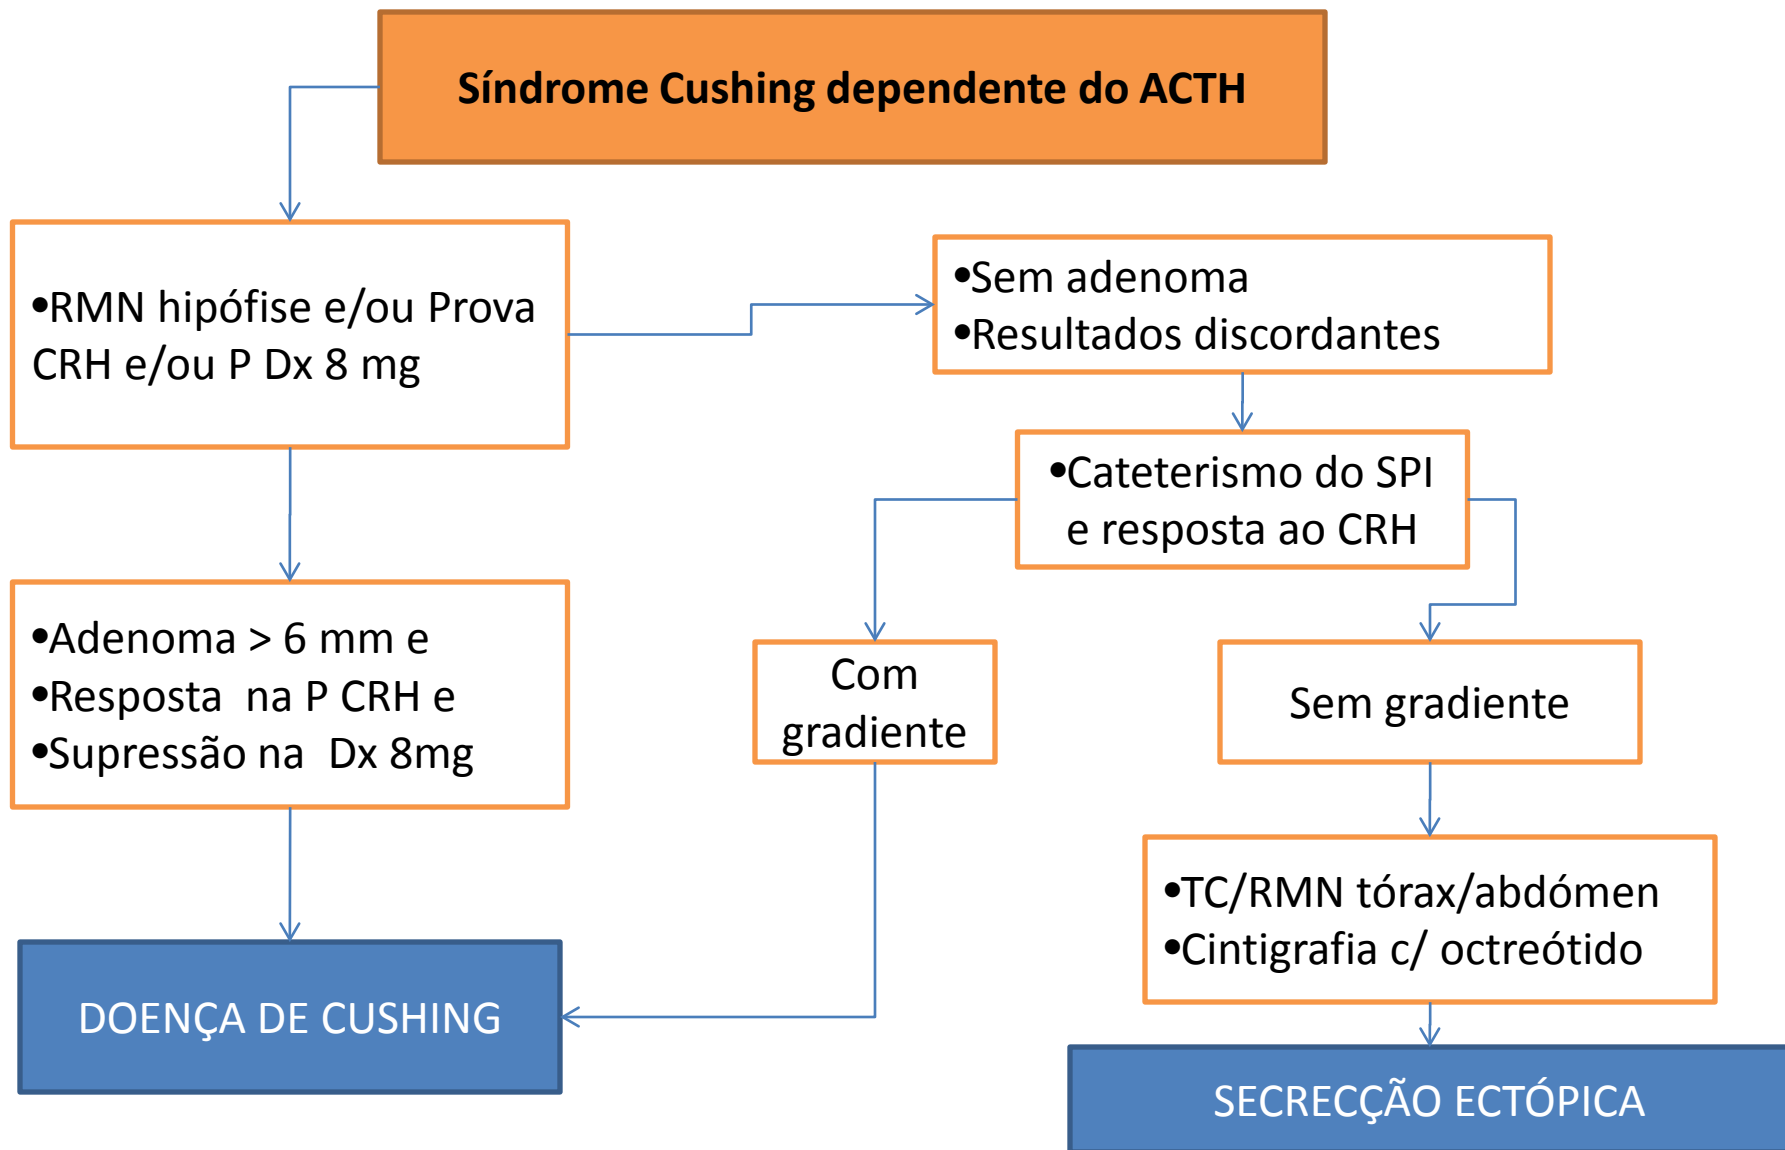 Síndrome Cushing dependente do ACTH
•RMN hipófise e/ou Prova
CRH e/ou P Dx 8 mg
•Sem adenoma
•Resultados discordantes
•Cateterismo do SPI
e resposta ao CRH
•Adenoma > 6 mm e
•Resposta na P CRH e
•Supressão na Dx 8mg
Com
gradiente
Sem gradiente
•TC/RMN tórax/abdómen
•Cintigrafia c/ octreótido
DOENÇA DE CUSHING
SECRECÇÃO ECTÓPICA